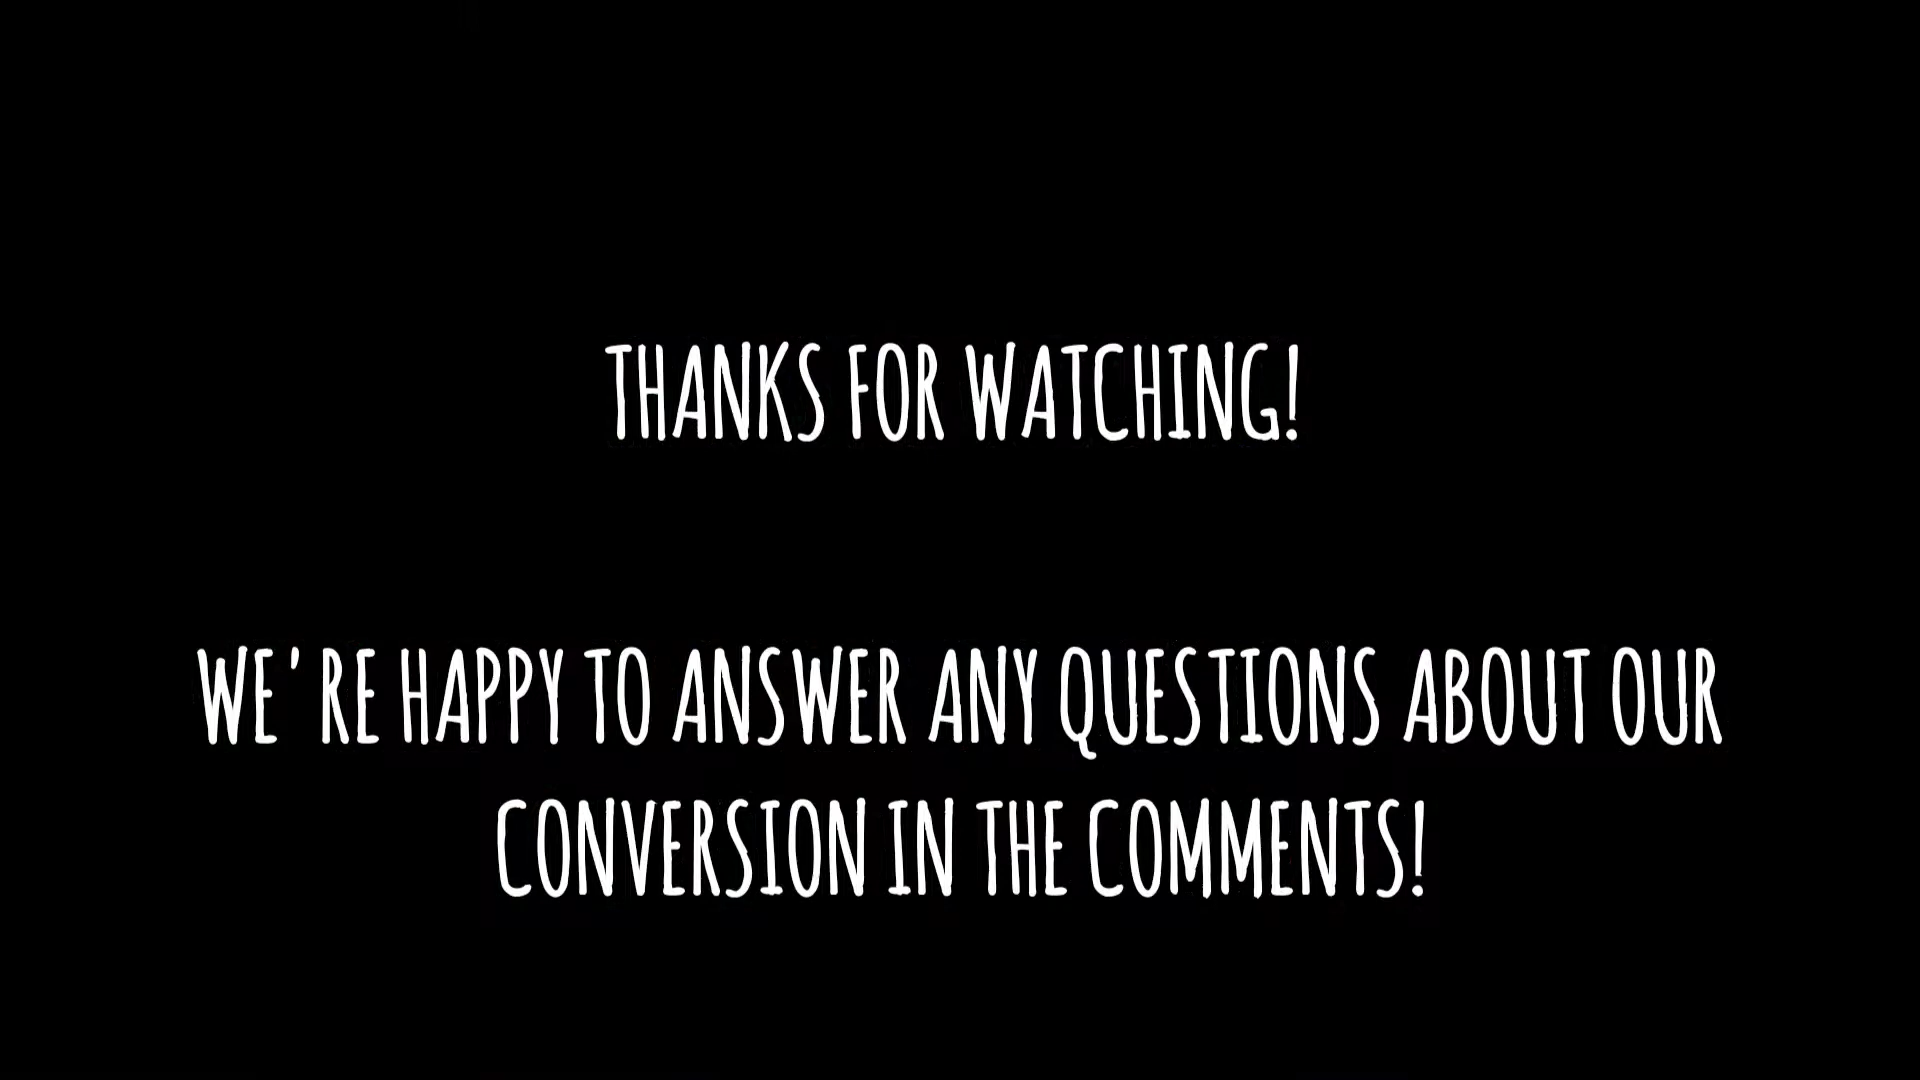 THANKS FOR WATCHING!
WE'RE HAPPY TO ANSWER ANY QUESTIONS ABOUT OUR
CONVERSION IN THE COMMENTS!